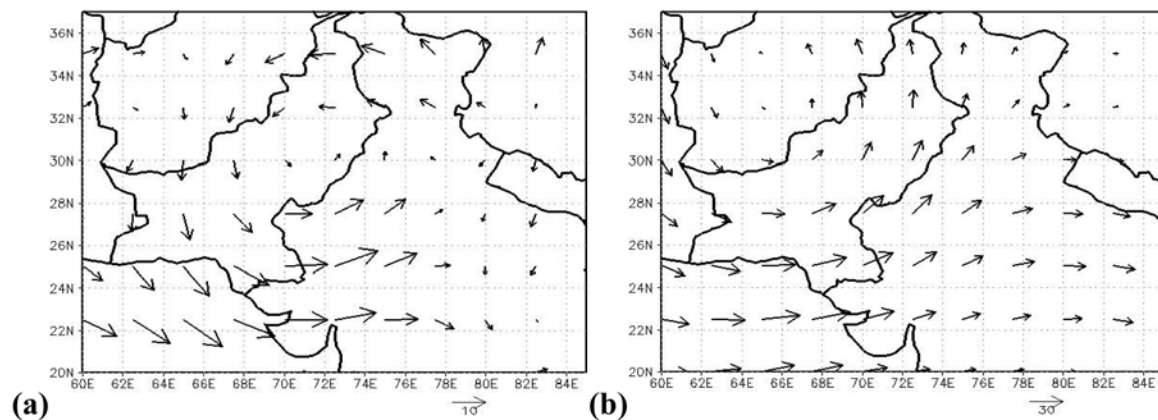 36N 36N
34N 34N
32N 32N
30N 30N
28N 28N
26N 26N
24N 24N
22N 22N
20N 20N
60E 62E 64E 66E 68E 70E 72E 74E 76E 78E 80E 82E 84E 60E 62E 64E 66E 68E 70E 72E 74E 76E 78E 80E 82E 84E
(a) 10 (b) 30